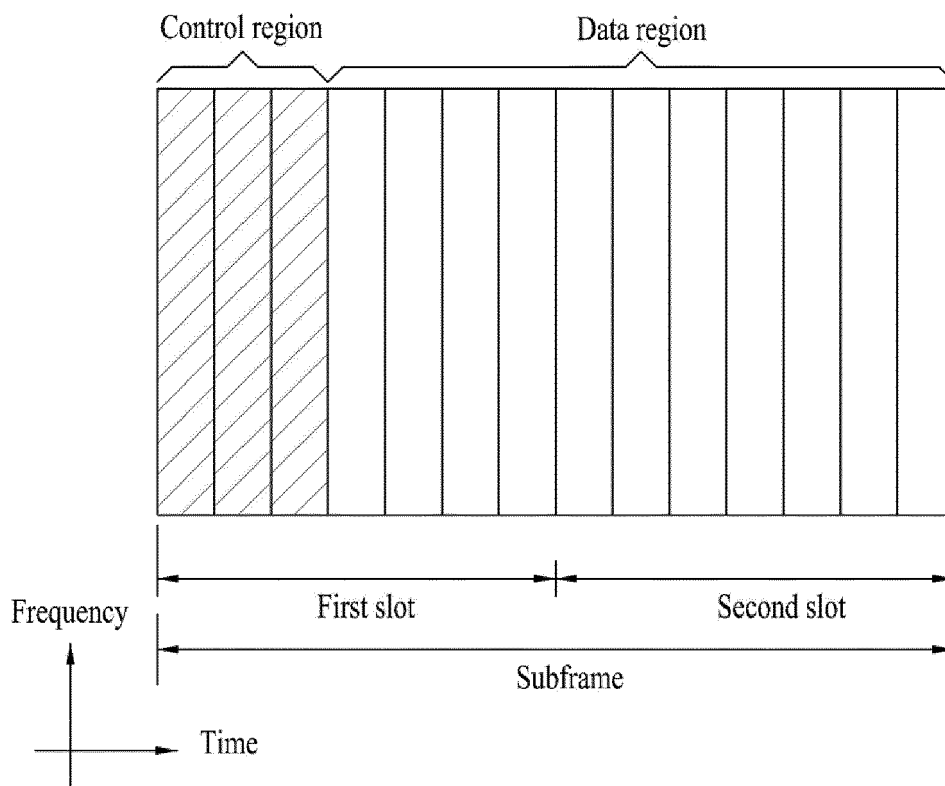 Control region
Data region
First slot
Second slot
Frequency
Subframe
Time